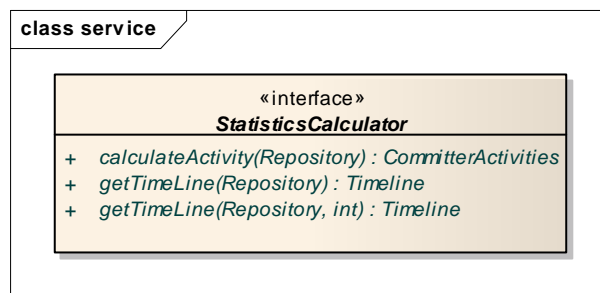 class service
«interface»
StatisticsCalculator
+ calculateActivity(Repository) : CommitterActivities
+ getTimeLine(Repository) : Timeline
+ getTimeLine(Repository, int) : Timeline